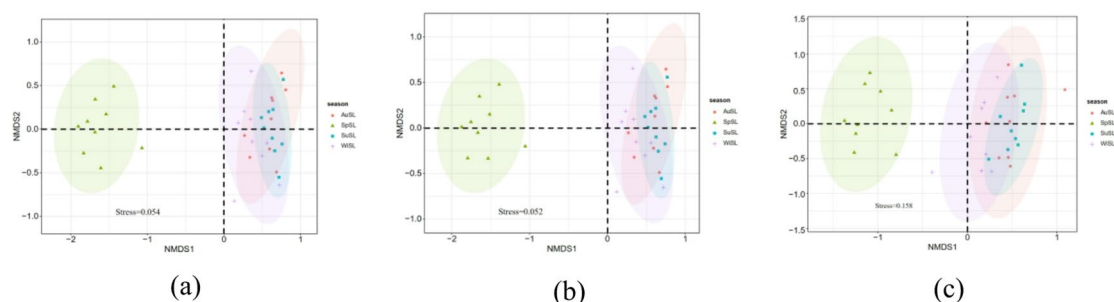 1.0
0.5
0.0
−0.5
−1.0
NMDS2
−2
−1
0
1
NMDS1
Stress=0.054
season
AuSL
SpSL
SuSL
WiSL
(a)
1.0
0.5
0.0
−0.5
−1.0
NMDS2
−2
−1
0
1
NMDS1
Stress=0.052
season
AuSL
SpSL
SuSL
WiSL
(b)
1.5
1.0
0.5
0.0
−0.5
−1.0
−1.5
NMDS2
−1
0
1
NMDS1
Stress=0.158
season
AuSL
SpSL
SuSL
WiSL
(c)